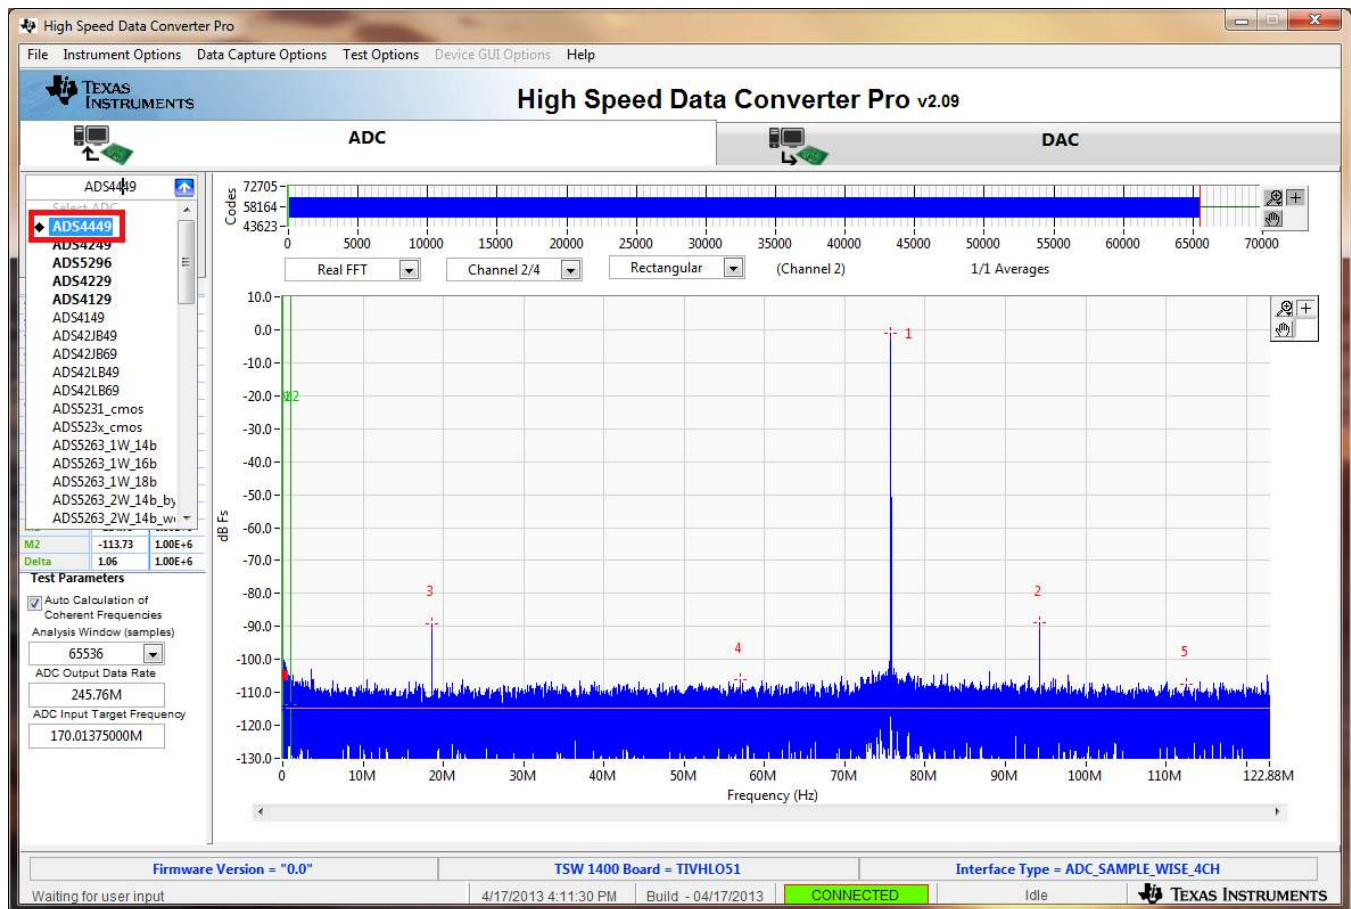 High Speed Data Converter Pro
File Instrument Options Data Capture Options Test Options Device GUI Options Help
TEXAS INSTRUMENTS
High Speed Data Converter Pro v2.09
ADC
DAC
ADS4449
Select ADC
ADS4449
ADS4249
ADS5296
ADS4229
ADS4129
ADS4149
ADS42JB49
ADS42JB69
ADS42LB49
ADS42LB69
ADS5231_cmos
ADS523x_cmos
ADS5263_1W_14b
ADS5263_1W_16b
ADS5263_1W_18b
ADS5263_2W_14b_by
ADS5263_2W_14b_w
M2 -113.73 1.00E+6
Delta 1.06 1.00E+6
Test Parameters
Auto Calculation of
Coherent Frequencies
Analysis Window (samples)
65536
ADC Output Data Rate
245.76M
ADC Input Target Frequency
170.01375000M
Codes
72705
58164
43623
0 5000 10000 15000 20000 25000 30000 35000 40000 45000 50000 55000 60000 65000 70000
Real FFT Channel 2/4 Rectangular (Channel 2) 1/1 Averages
dB Fs
10.0
0.0
-10.0
-20.0
-30.0
-40.0
-50.0
-60.0
-70.0
-80.0
-90.0
-100.0
-110.0
-120.0
-130.0
1
2
3
2
4
5
0 10M 20M 30M 40M 50M 60M 70M 80M 90M 100M 110M 122.88M
Frequency (Hz)
Firmware Version = "0.0" TSW 1400 Board = TIVHLO51 Interface Type = ADC_SAMPLE_WISE_4CH
Waiting for user input 4/17/2013 4:11:30 PM Build - 04/17/2013 CONNECTED Idle TEXAS INSTRUMENTS